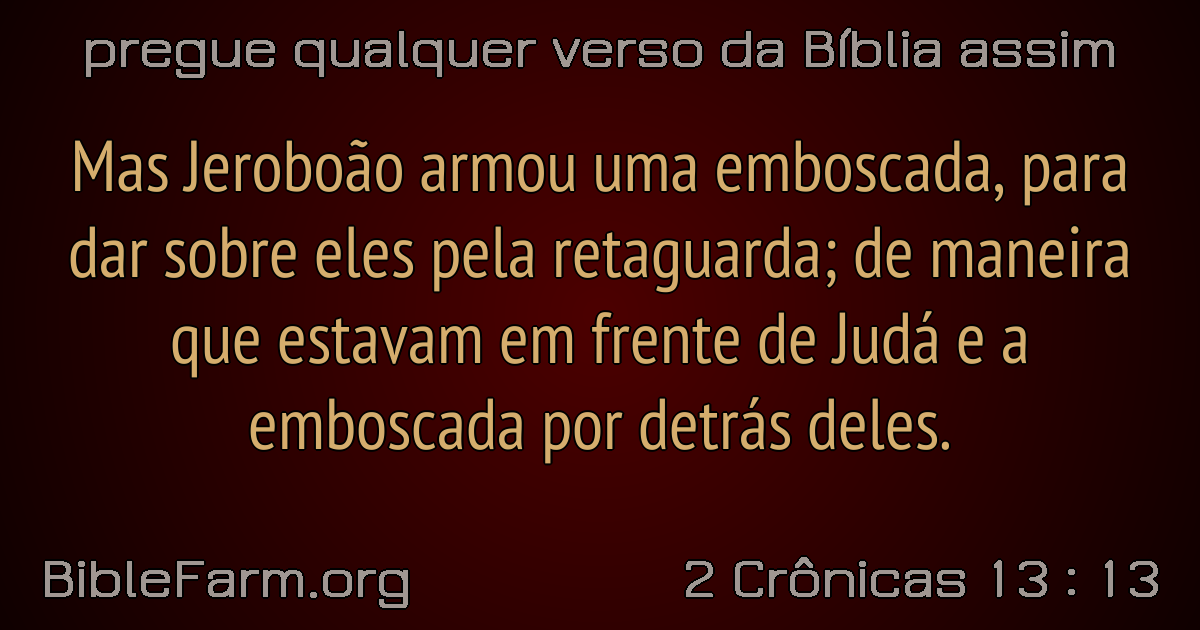 pregue qualquer verso da Bíblia assim
Mas Jeroboão armou uma emboscada, para
dar sobre eles pela retaguarda; de maneira
que estavam em frente de Judá e a
emboscada por detrás deles.
BibleFarm.org
2 Crônicas 13 : 13